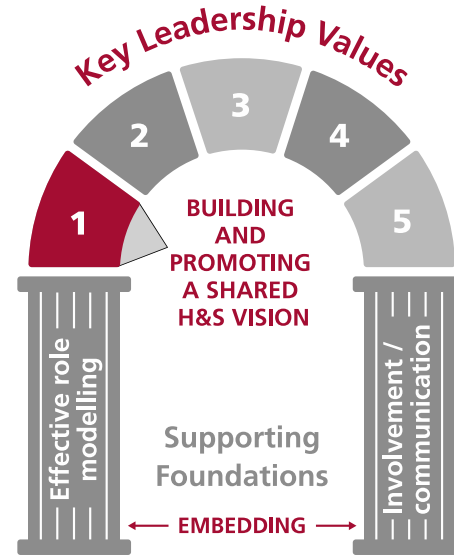 Key Leadership Values
1
2
3
4
5
BUILDING
AND
PROMOTING
A SHARED
H&S VISION
Effective role
modelling
Supporting
Foundations
Involvement /
communication
EMBEDDING